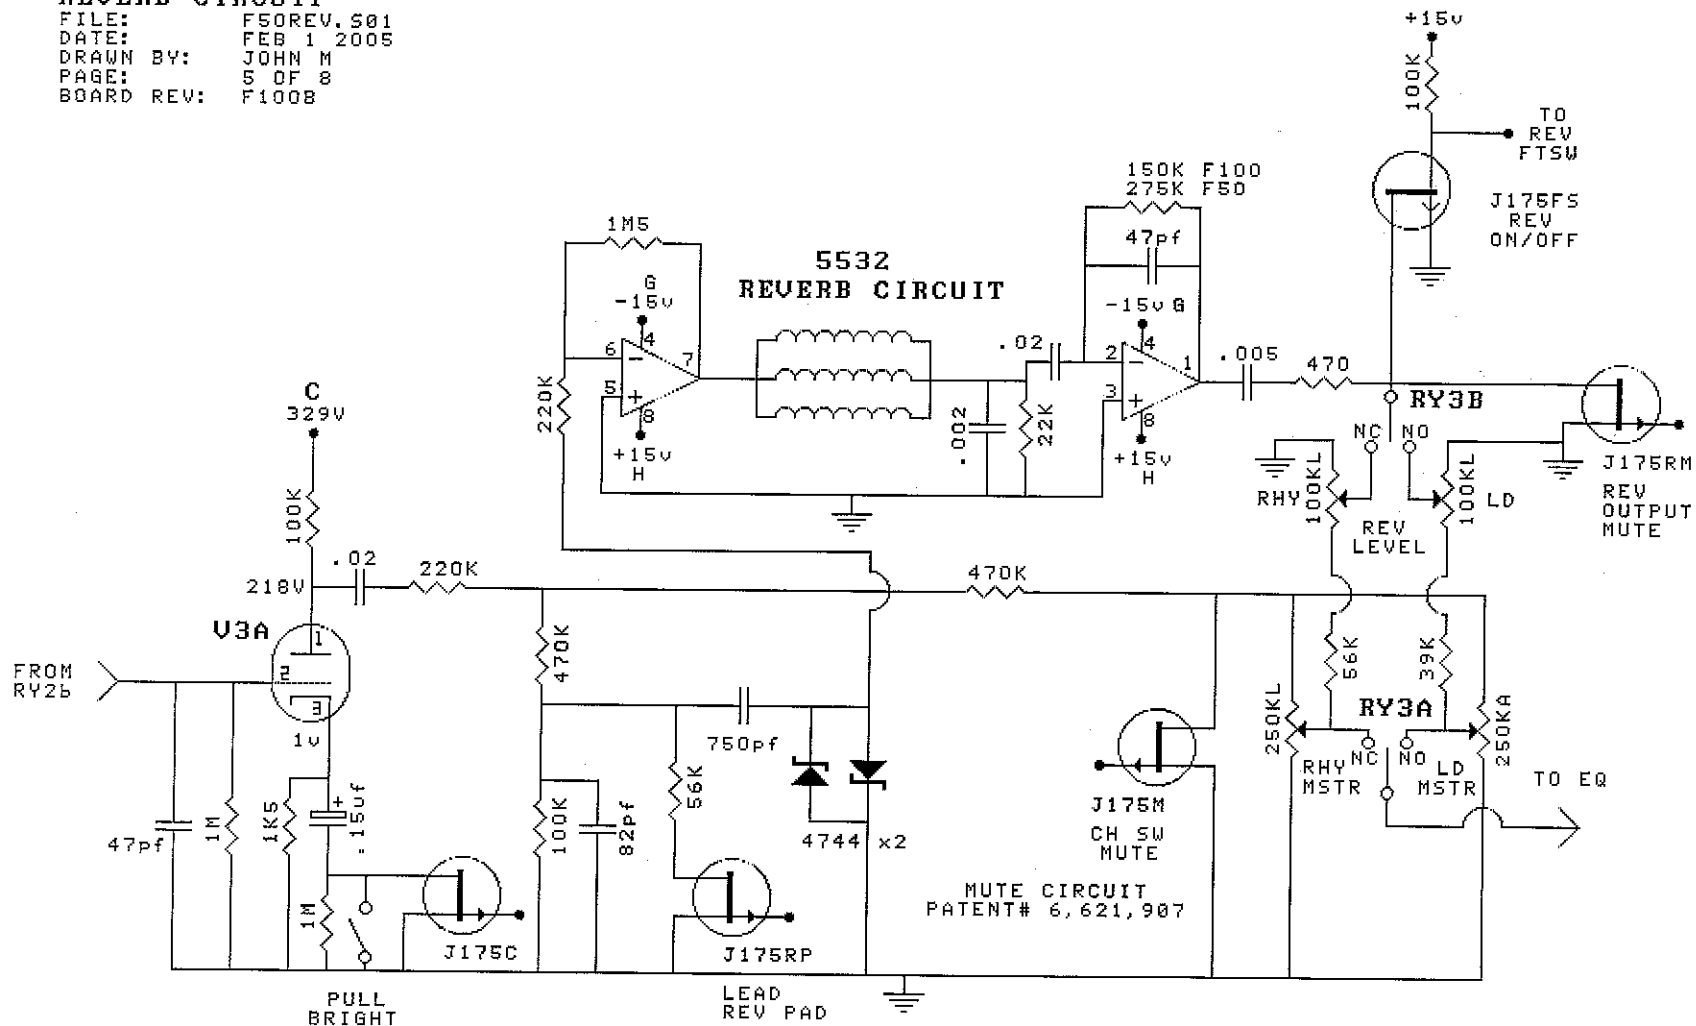 REVERB CIRCUIT
FILE: F50REV.S01
DATE: FEB 1 2005
DRAWN BY: JOHN M
PAGE: 5 OF 8
BOARD REV: F100B
+15v
100K
TO
REV
FTSW
J175FS
REV
ON/OFF
150K F100
275K F50
47pf
1M5
5532
REVERB CIRCUIT
G
-15v
4
6
-
7
5
+
8
+15v
H
220K
-15v G
4
.02
2
-
1
3
+
8
+15v
H
.002
22K
.005
470
RY3B
NC
NO
RHY
100KL
100KL
LD
REV
LEVEL
J175RM
REV
OUTPUT
MUTE
C
329V
100K
.02
220K
470K
218V
V3A
1
2
3
1v
FROM
RY2b
470K
56K
39K
750pf
250KL
RY3A
250KA
RHY
MSTR
NC
NO
LD
MSTR
TO EQ
47pf
1M
1K5
+
.15uf
1M
100K
82pf
56K
4744 x2
J175M
CH SW
MUTE
MUTE CIRCUIT
PATENT# 6,621,907
J175C
J175RP
PULL
BRIGHT
LEAD
REV PAD